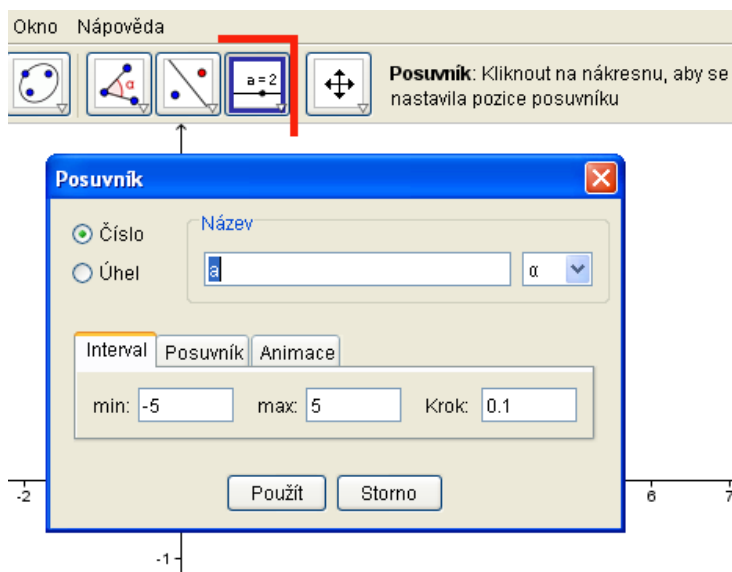 Okno Nápověda
α
a = 2
Posuvník: Kliknout na nákresnu, aby se
nastavila pozice posuvníku
Posuvník
Číslo
Úhel
Název
a
α
Interval Posuvník Animace
min: -5 max: 5 Krok: 0.1
Použít Storno
-2 6 7
-1